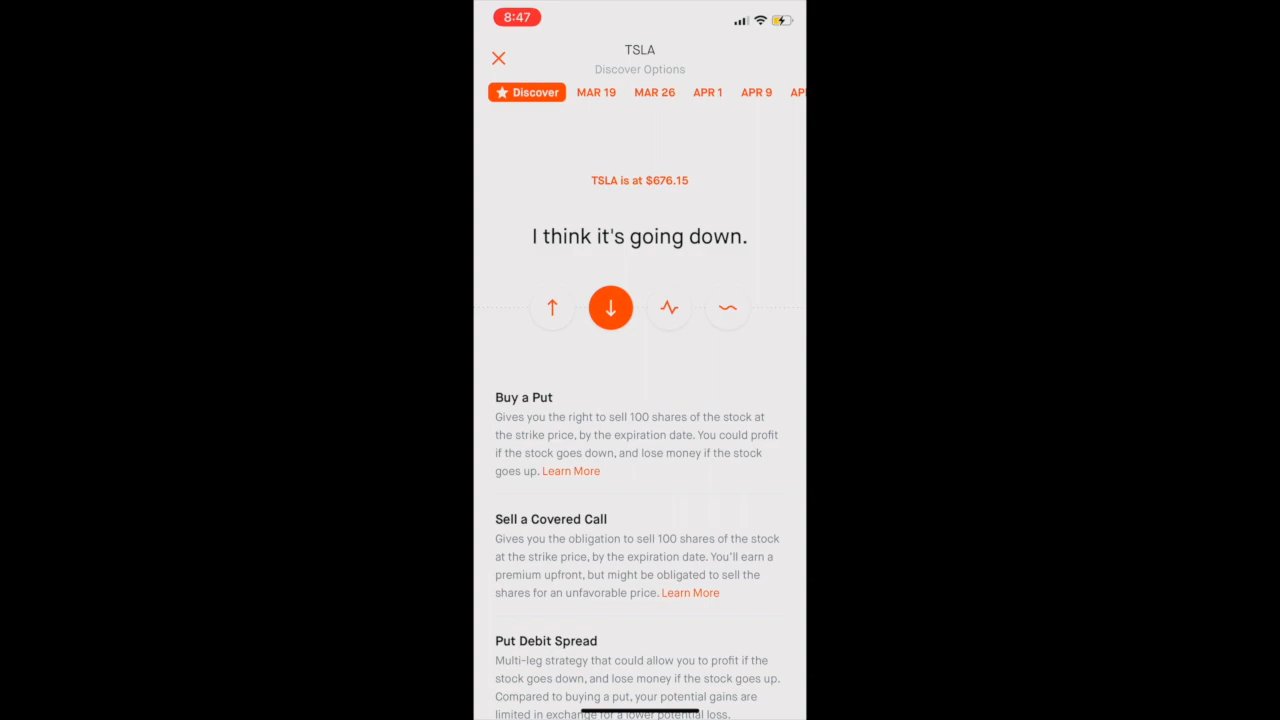 8:47
TSLA
Discover Options
Discover MAR 19 MAR 26 APR 1 APR 9 AP
TSLA is at $676.15
I think it's going down.
Buy a Put
Gives you the right to sell 100 shares of the stock at
the strike price, by the expiration date. You could profit
if the stock goes down, and lose money if the stock
goes up. Learn More
Sell a Covered Call
Gives you the obligation to sell 100 shares of the stock
at the strike price, by the expiration date. You'll earn a
premium upfront, but might be obligated to sell the
shares for an unfavorable price. Learn More
Put Debit Spread
Multi-leg strategy that could allow you to profit if the
stock goes down, and lose money if the stock goes up.
Compared to buying a put, your potential gains are
limited in exchange for a lower potential loss.